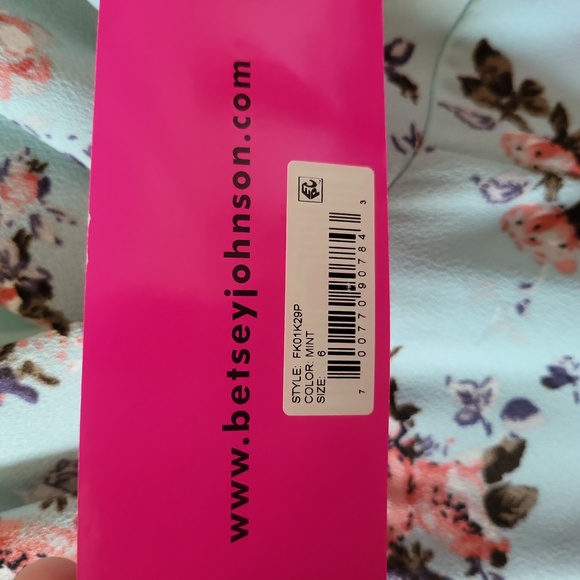 www.betseyjohnson.com
STYLE: FK01K29P
COLOR: MINT
SIZE: 6
7 00770 90784 3